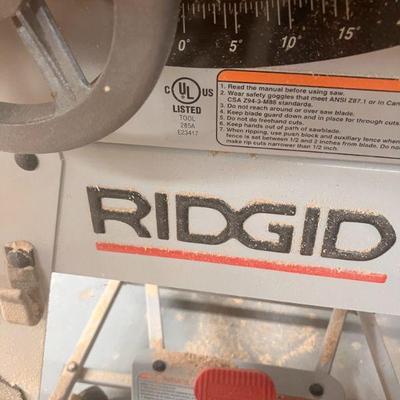 0° 5° 10° 15
C UL US
LISTED
TOOL
285A
E23417
1. Read the manual before using saw.
2. Wear safety goggles that meet ANSI Z87.1 or in Can
CSA Z94-3-M88 standards.
3. Do not reach around or over saw blade.
4. Keep blade guard down and in place for through cuts.
5. Do not do freehand cuts.
6. Keep hands out of path of sawblade.
7. When ripping, use push block and auxiliary fence when
fence is set between 1/2 and 2 inches from blade. Do not
make rip cuts narrower than 1/2 inch.
RIDGID